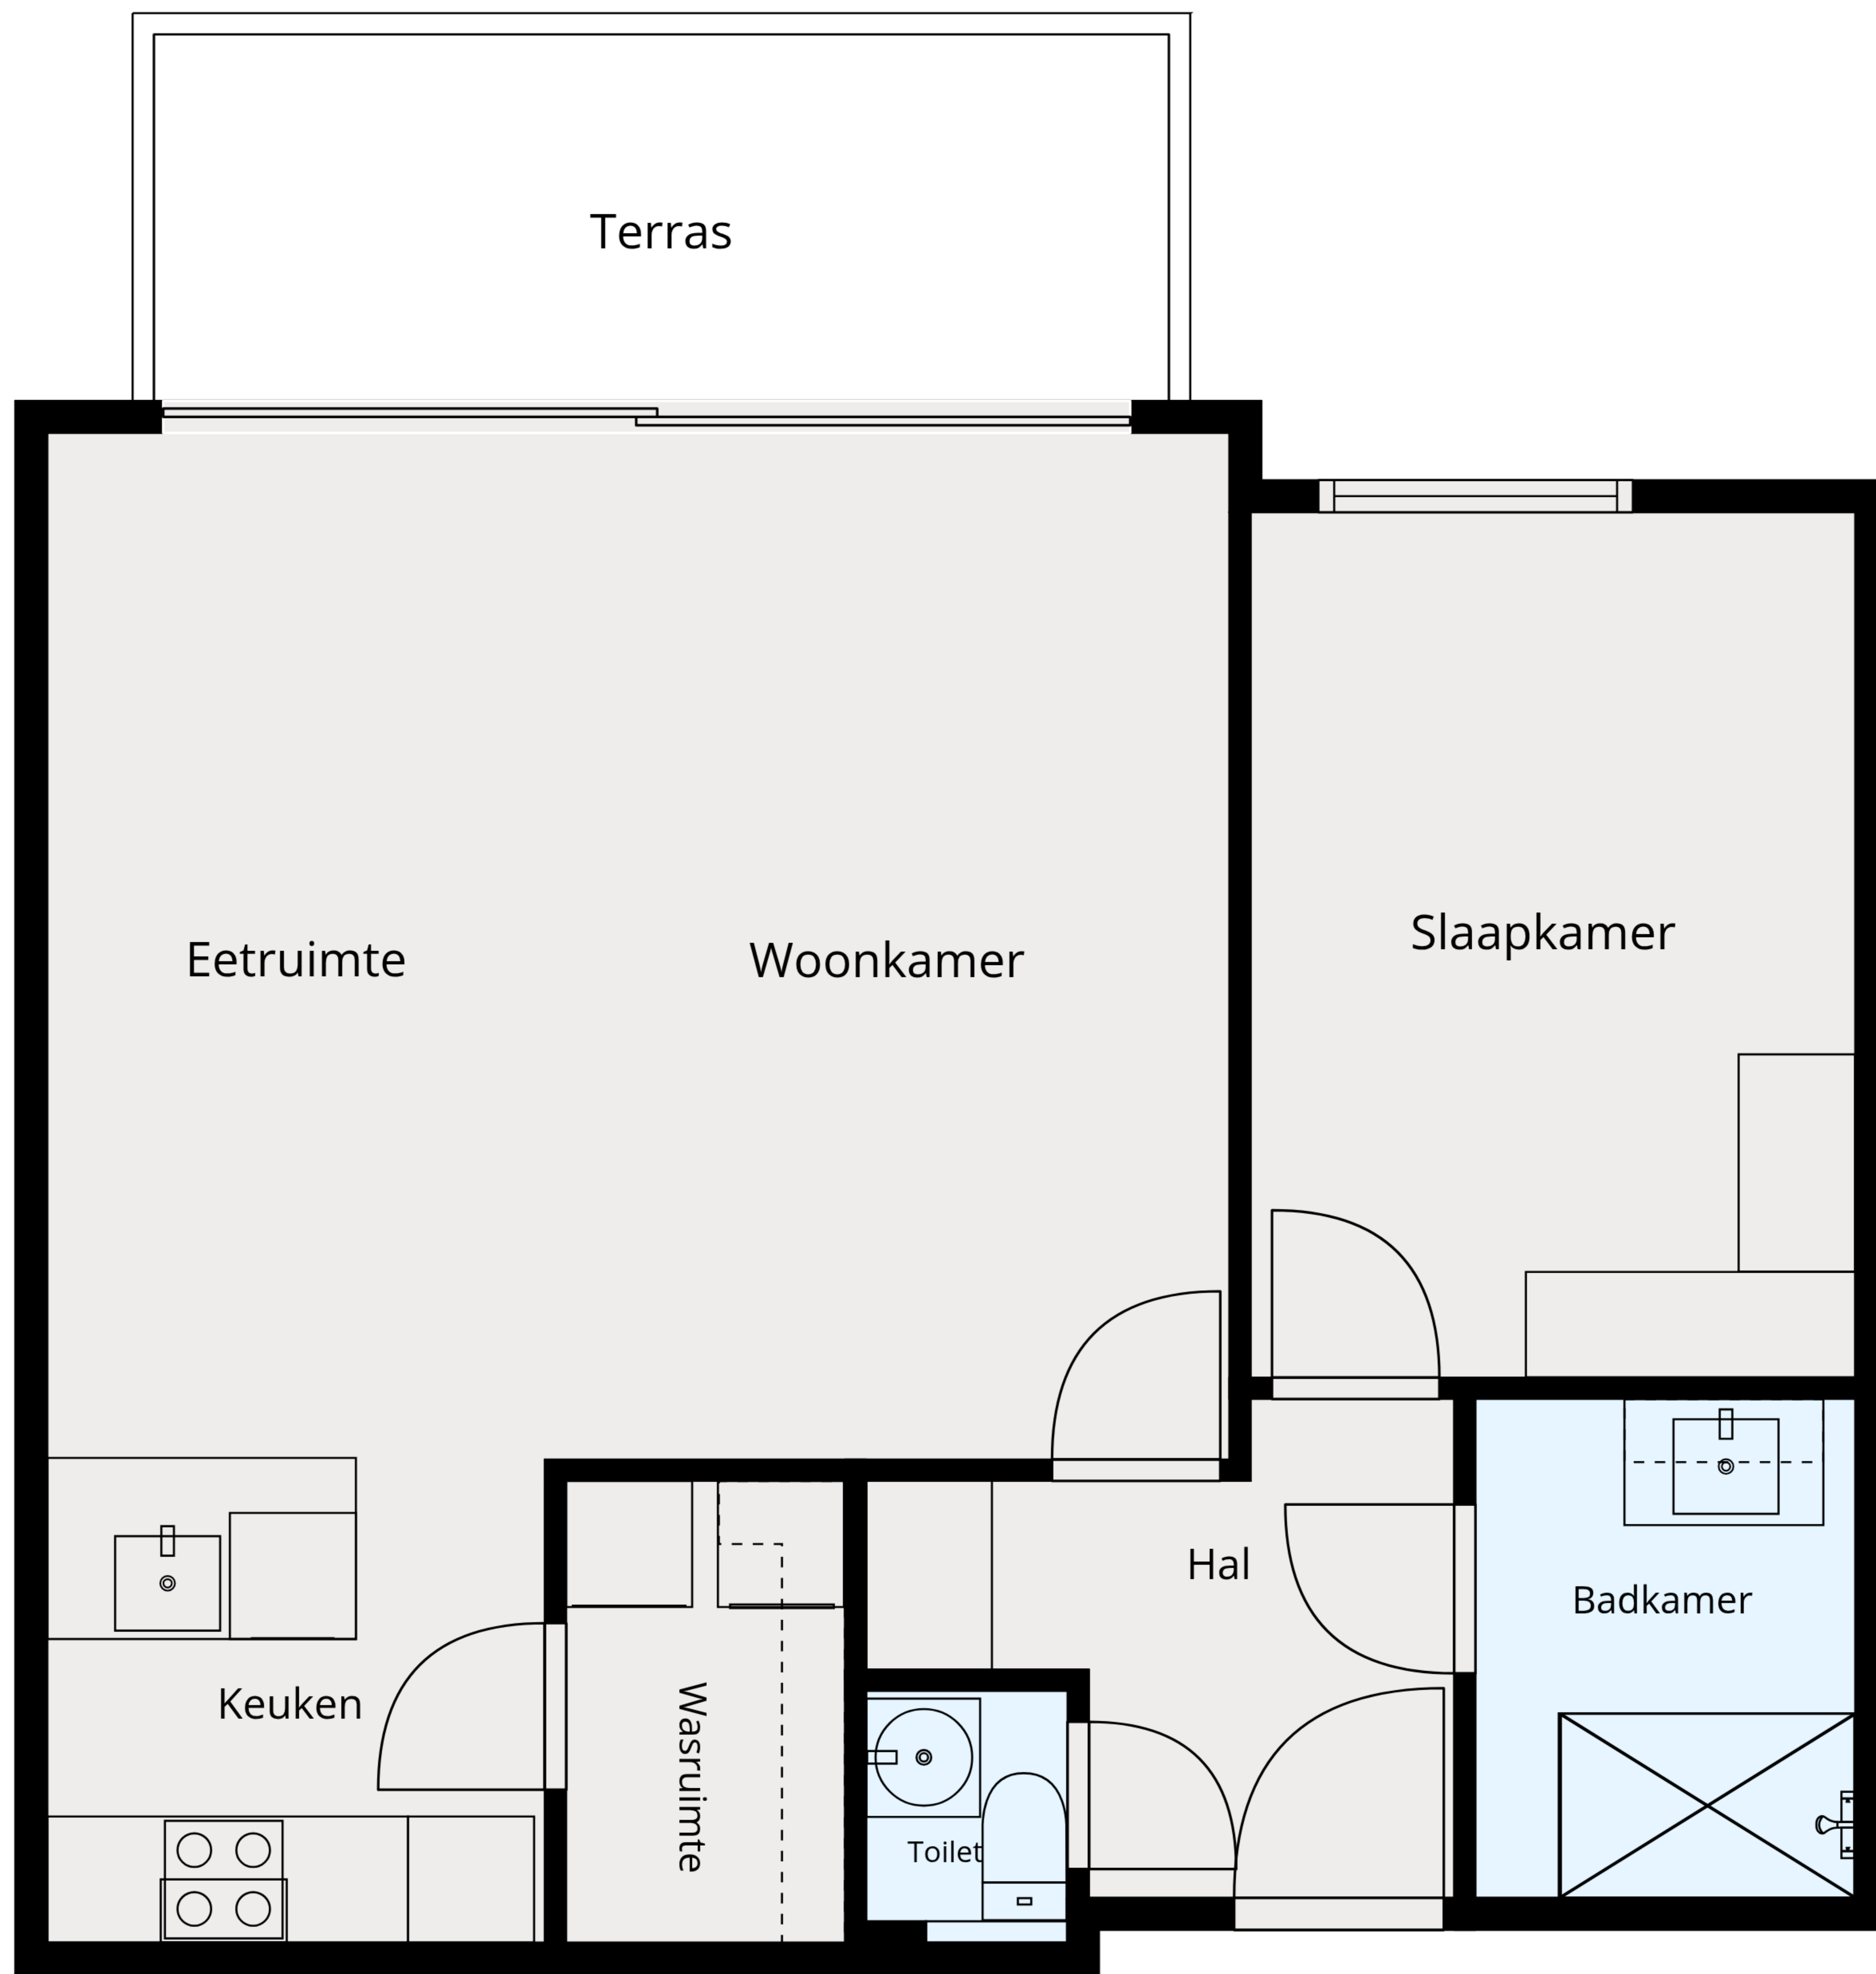 Terras
Eetruimte
Woonkamer
Slaapkamer
Hal
Badkamer
Keuken
Wasruimte
Toilet